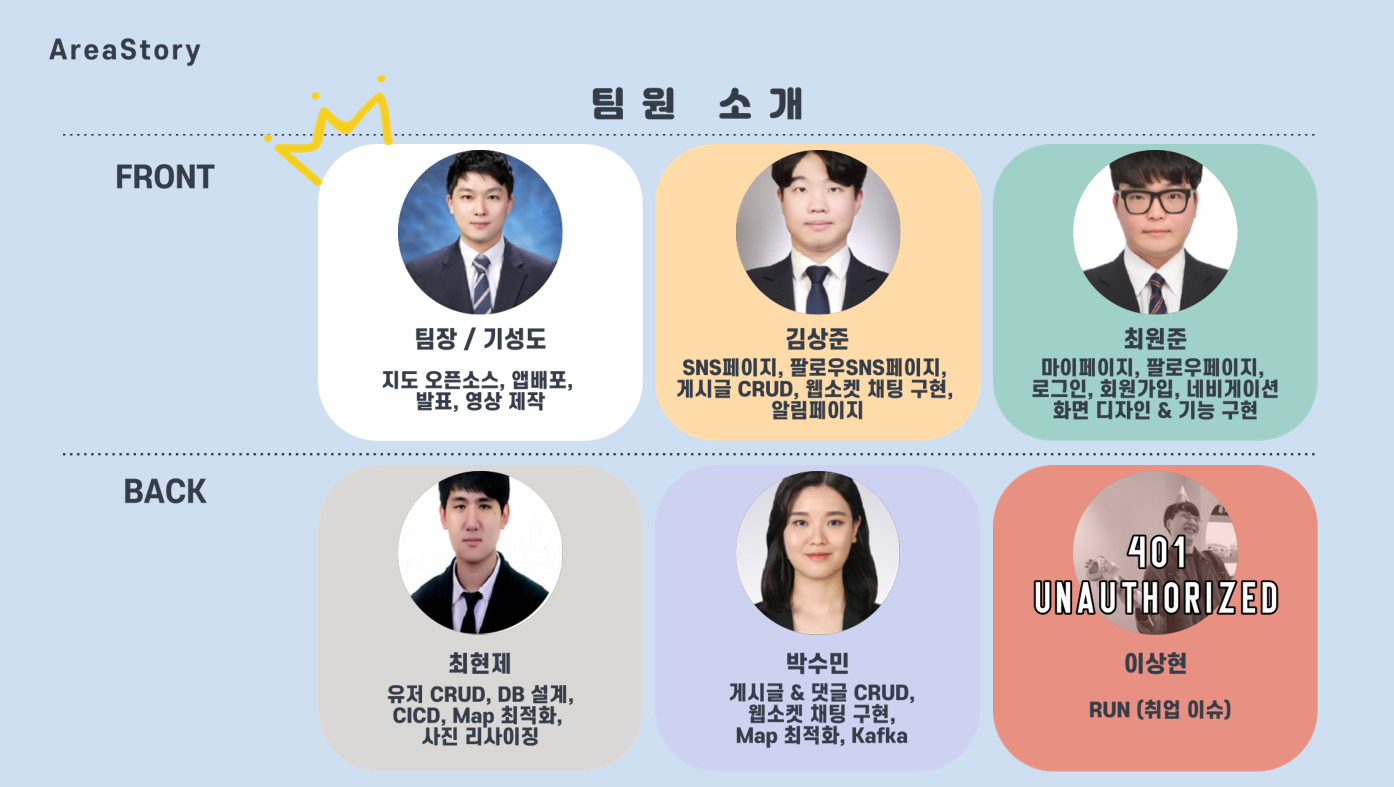 AreaStory
팀원 소개
FRONT
팀장 / 기성도
지도 오픈소스, 앱배포,
발표, 영상 제작
김상준
SNS페이지, 팔로우SNS페이지,
게시글 CRUD, 웹소켓 채팅 구현,
알림페이지
최원준
마이페이지, 팔로우페이지,
로그인, 회원가입, 네비게이션
화면 디자인 & 기능 구현
BACK
최현제
유저 CRUD, DB 설계,
CICD, Map 최적화,
사진 리사이징
박수민
게시글 & 댓글 CRUD,
웹소켓 채팅 구현,
Map 최적화, Kafka
401
UNAUTHORIZED
이상현
RUN (취업 이슈)